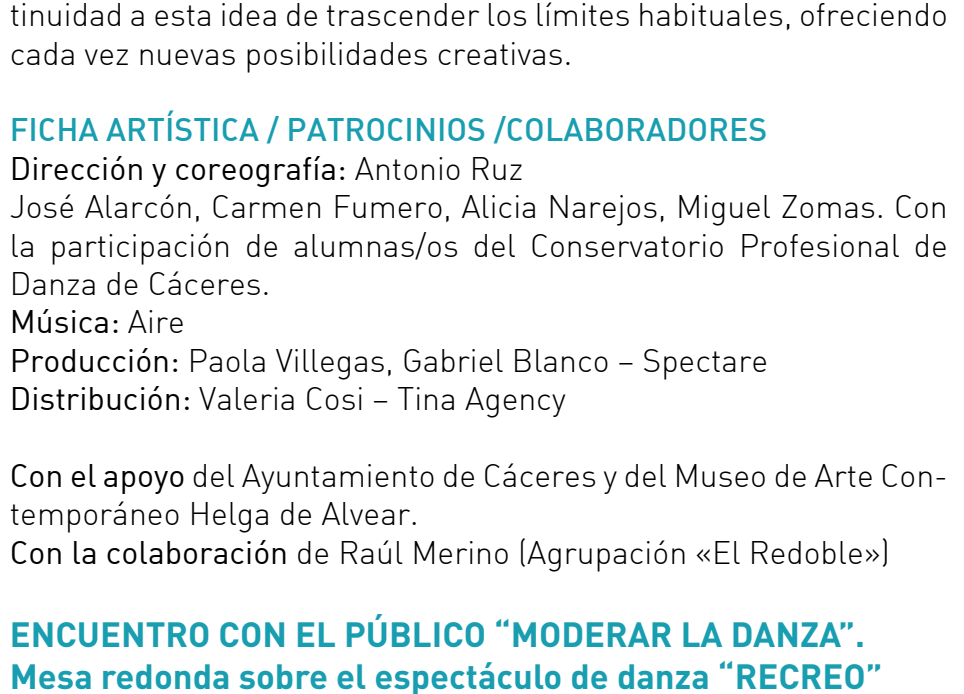 tinuidad a esta idea de trascender los límites habituales, ofreciendo
cada vez nuevas posibilidades creativas.
FICHA ARTÍSTICA / PATROCINIOS /COLABORADORES
Dirección y coreografía: Antonio Ruz
José Alarcón, Carmen Fumero, Alicia Narejos, Miguel Zomas. Con
la participación de alumnas/os del Conservatorio Profesional de
Danza de Cáceres.
Música: Aire
Producción: Paola Villegas, Gabriel Blanco – Spectare
Distribución: Valeria Cosi – Tina Agency
Con el apoyo del Ayuntamiento de Cáceres y del Museo de Arte Con-
temporáneo Helga de Alvear.
Con la colaboración de Raúl Merino (Agrupación «El Redoble»)
ENCUENTRO CON EL PÚBLICO “MODERAR LA DANZA”.
Mesa redonda sobre el espectáculo de danza “RECREO”